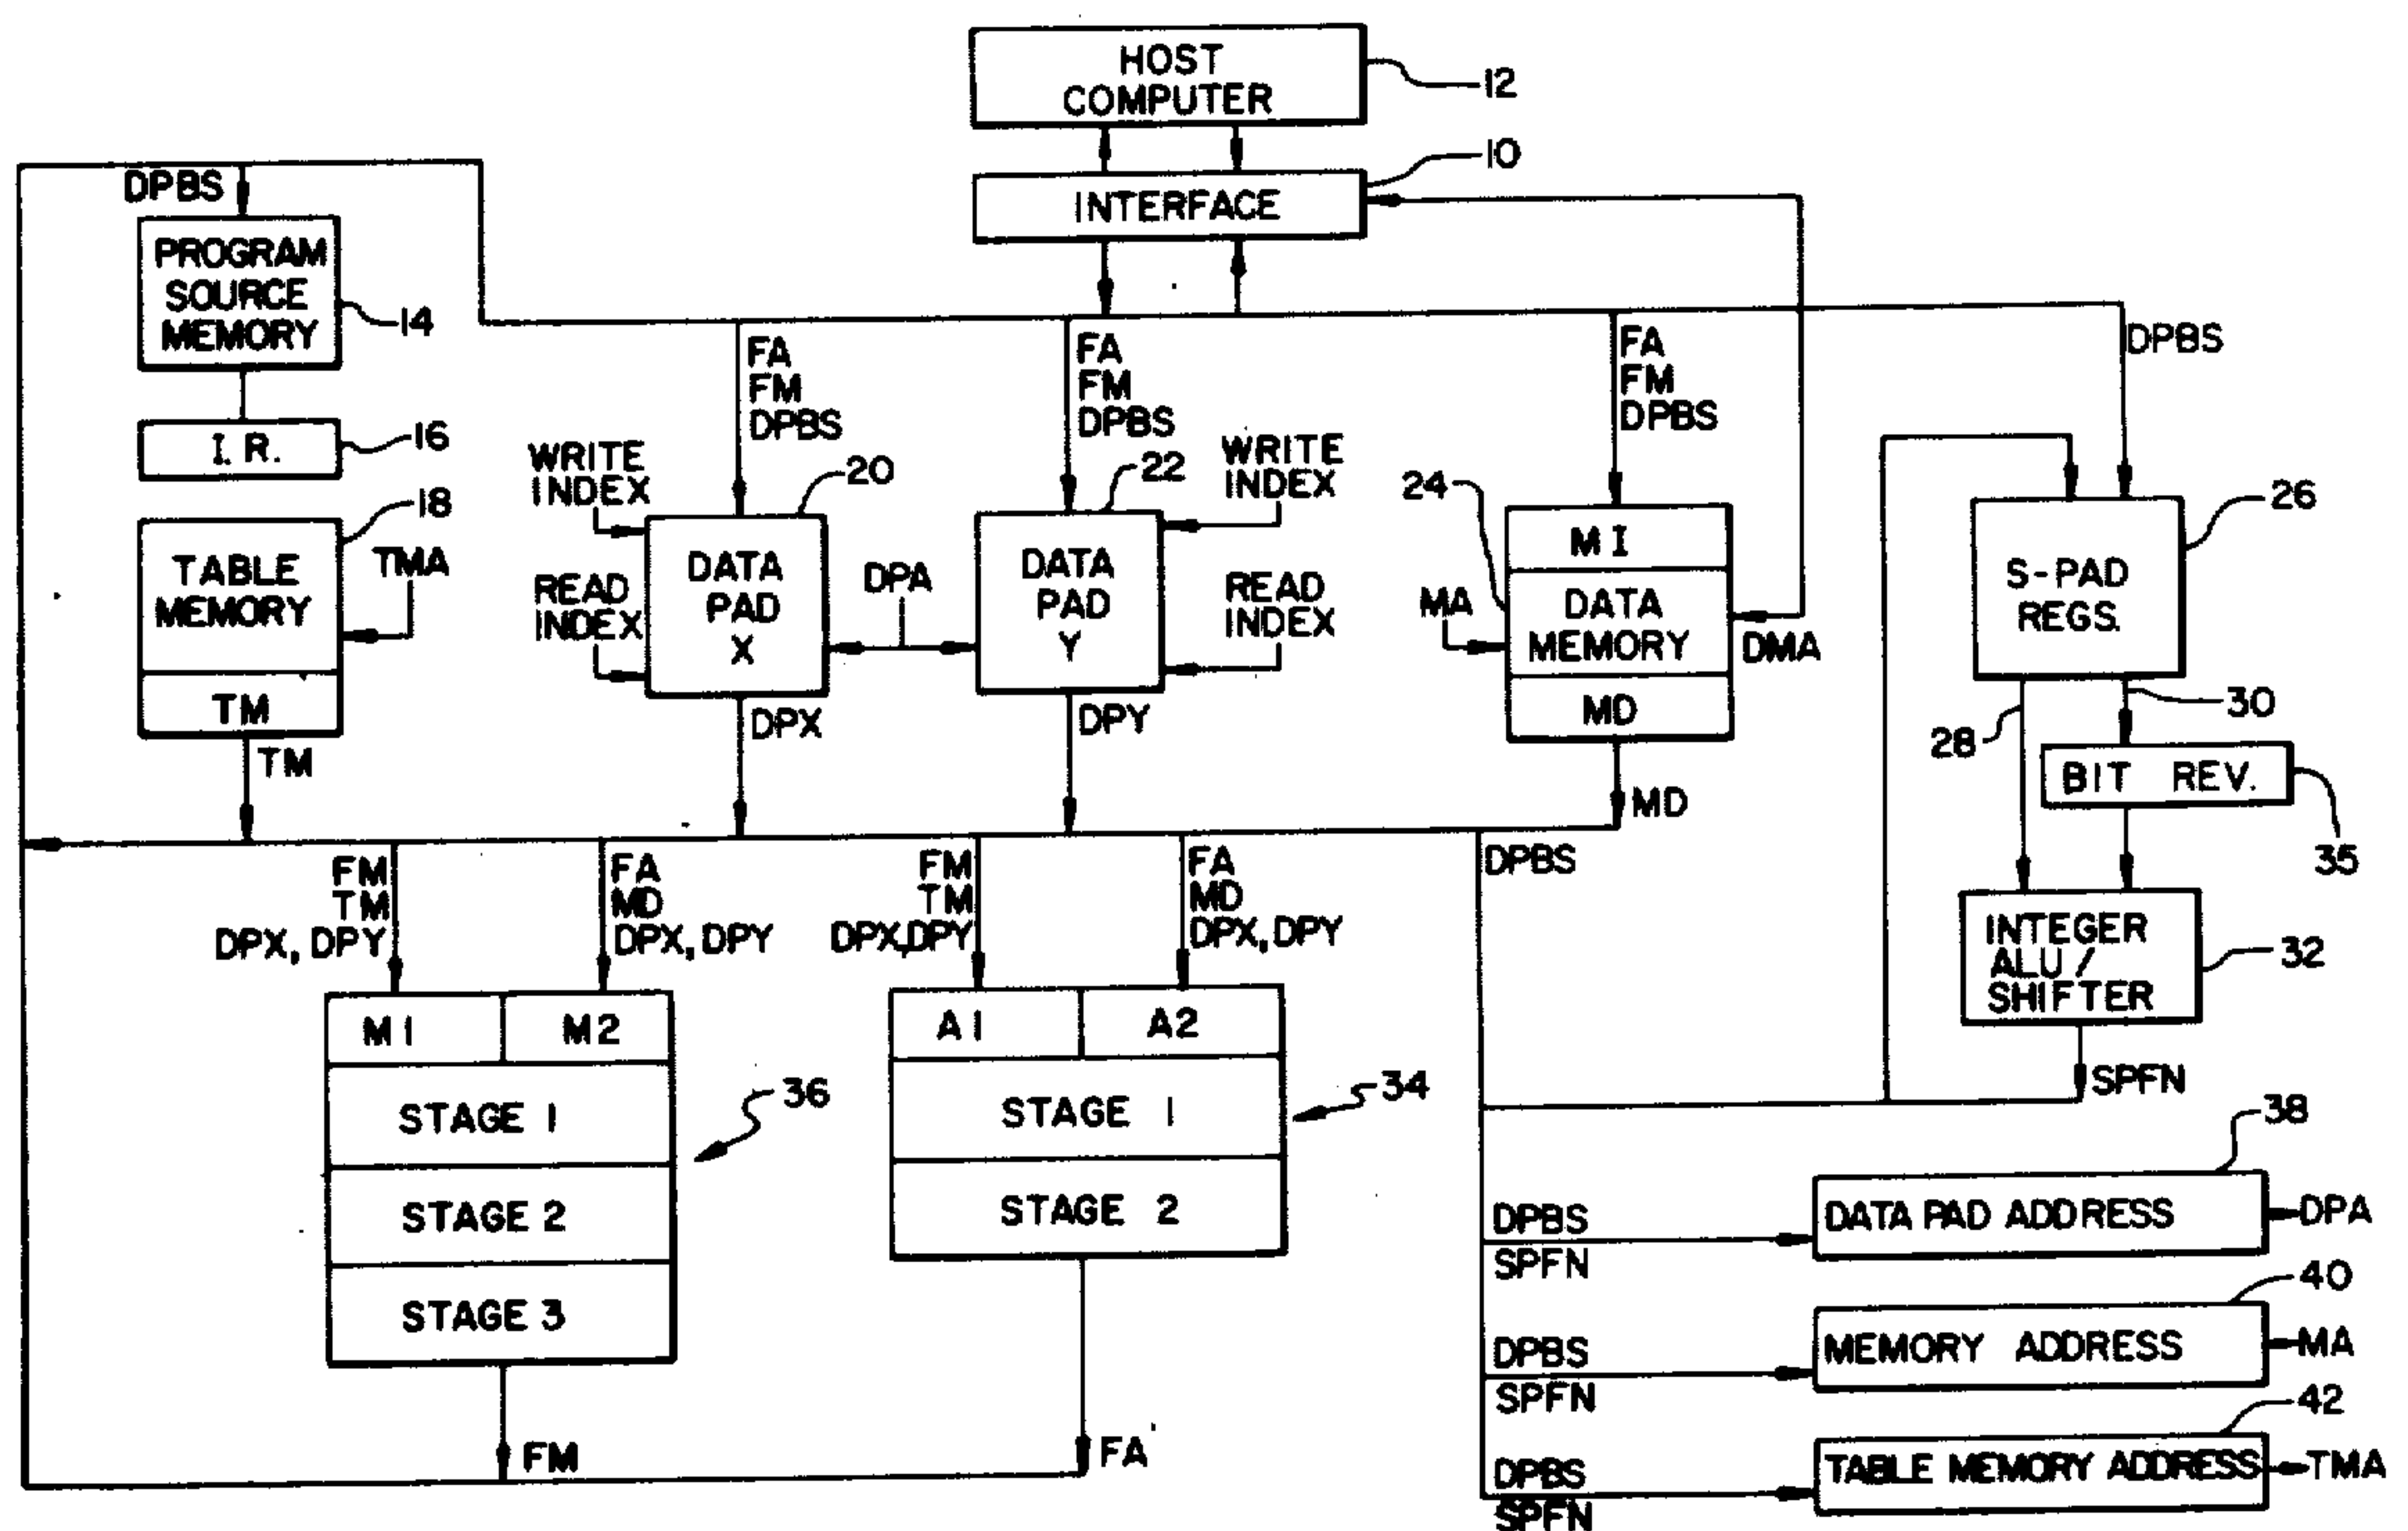 HOST
COMPUTER
12
10
INTERFACE
DPBS
PROGRAM
SOURCE
MEMORY
14
I.R.
16
18
TABLE
MEMORY
TMA
TM
TM
FA
FM
DPBS
WRITE
INDEX
20
READ
INDEX
DATA
PAD
X
DPA
DPX
FA
FM
DPBS
22
WRITE
INDEX
DATA
PAD
Y
READ
INDEX
DPY
FA
FM
DPBS
24
MI
MA
DATA
MEMORY
DMA
MD
MD
DPBS
26
S-PAD
REGS.
28
30
BIT REV.
35
INTEGER
ALU/
SHIFTER
32
SPFN
FM
TM
DPX, DPY
FA
MD
DPX, DPY
FM
TM
DPX,DPY
FA
MD
DPX, DPY
DPBS
M1 M2
STAGE 1
STAGE 2
STAGE 3
36
FM
A1 A2
STAGE 1
STAGE 2
34
FA
38
DPBS
SPFN
DATA PAD ADDRESS
DPA
40
DPBS
SPFN
MEMORY ADDRESS
MA
42
DPBS
SPFN
TABLE MEMORY ADDRESS
TMA